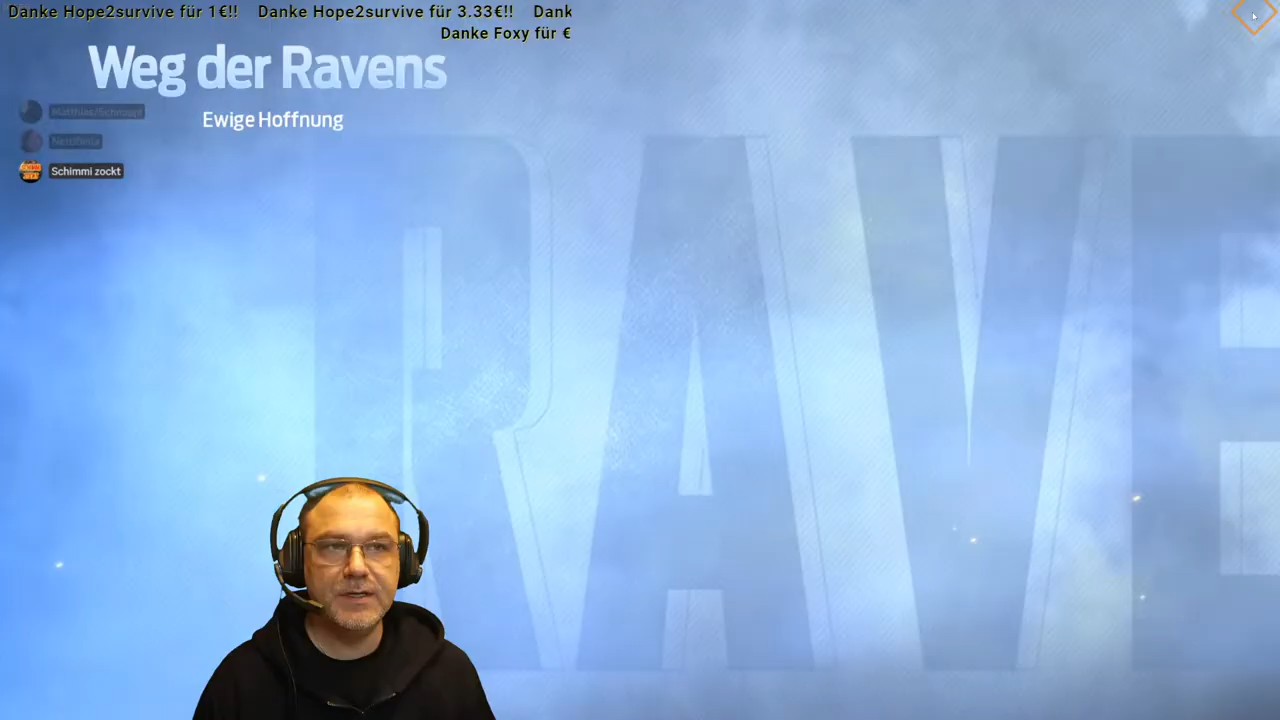 Danke Hope2survive für 1€!! Danke Hope2survive für 3.33€!! Dank
Danke Foxy für €
Weg der Ravens
Ewige Hoffnung
Schimmi zockt
RAVE